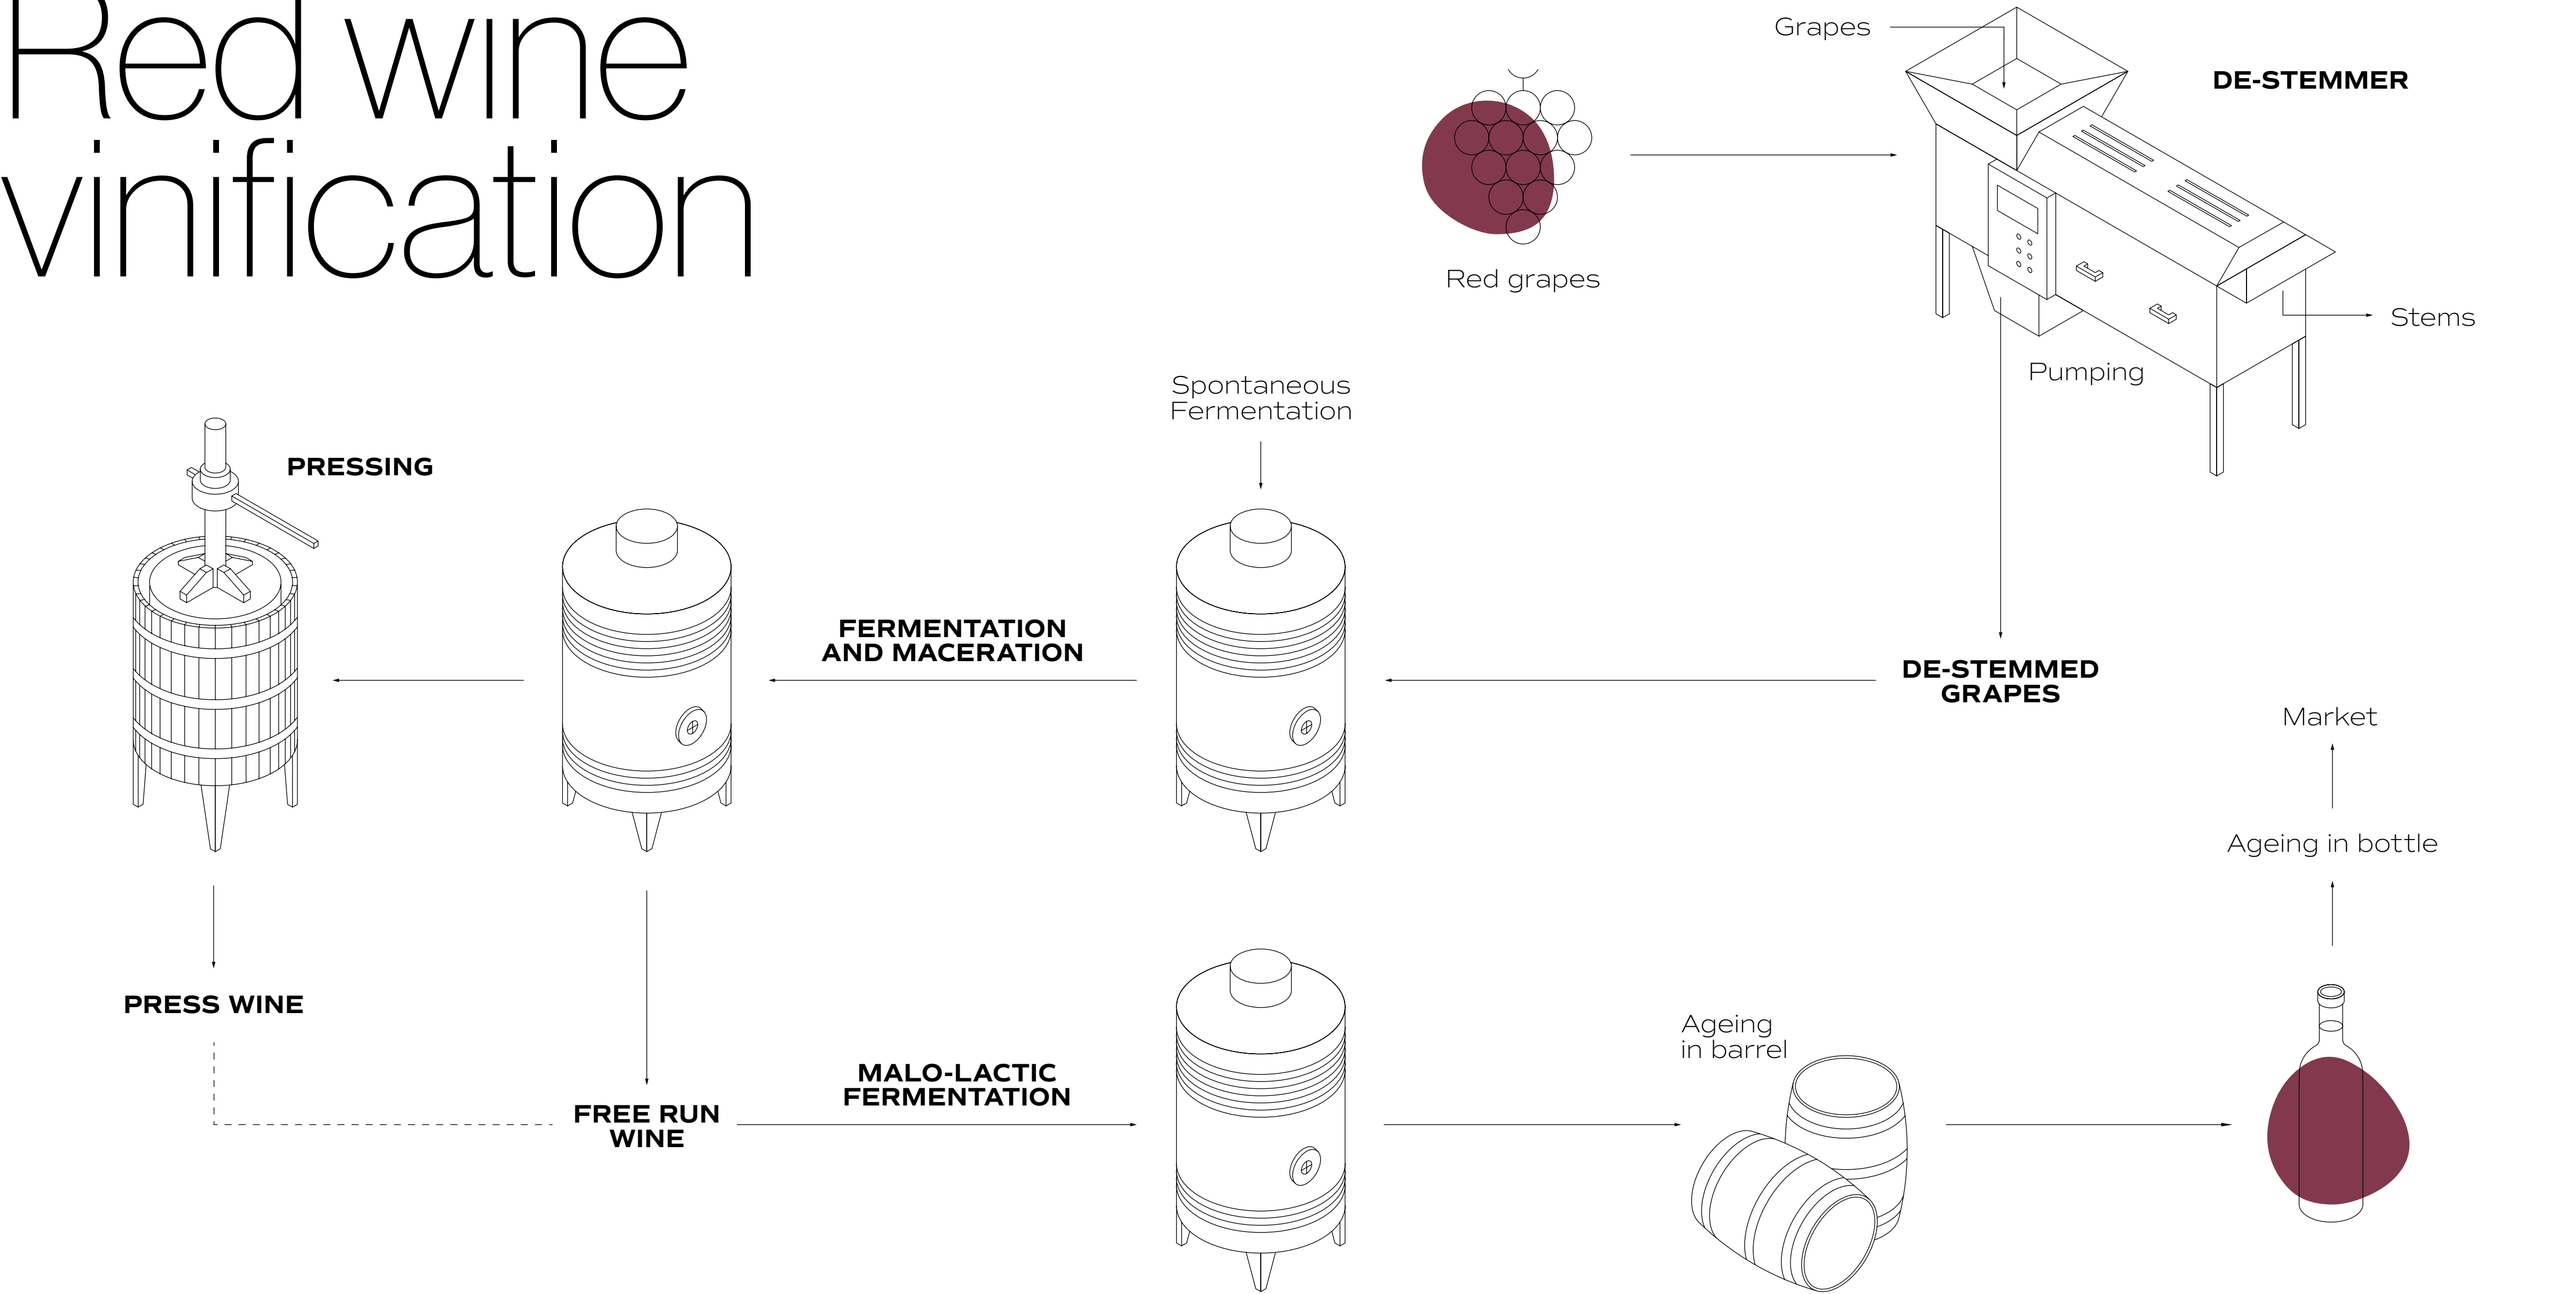 Red wine
vinification
Grapes
DE-STEMMER
Red grapes
Stems
Pumping
Spontaneous
Fermentation
PRESSING
FERMENTATION
AND MACERATION
DE-STEMMED
GRAPES
Market
Ageing in bottle
PRESS WINE
Ageing
in barrel
MALO-LACTIC
FERMENTATION
FREE RUN
WINE